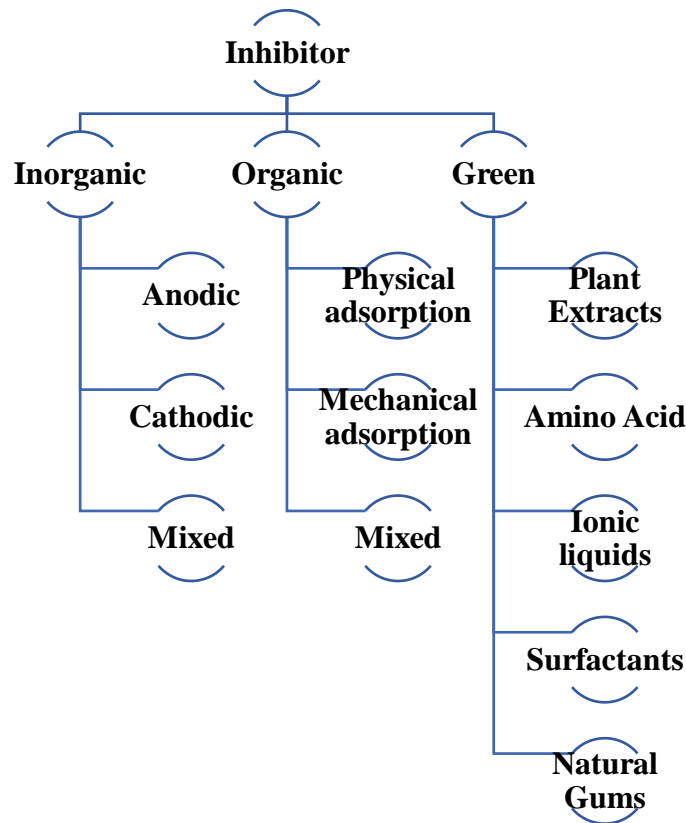 Inhibitor
Inorganic
Organic
Green
Anodic
Cathodic
Mixed
Physical
adsorption
Mechanical
adsorption
Mixed
Plant
Extracts
Amino Acid
Ionic
liquids
Surfactants
Natural
Gums